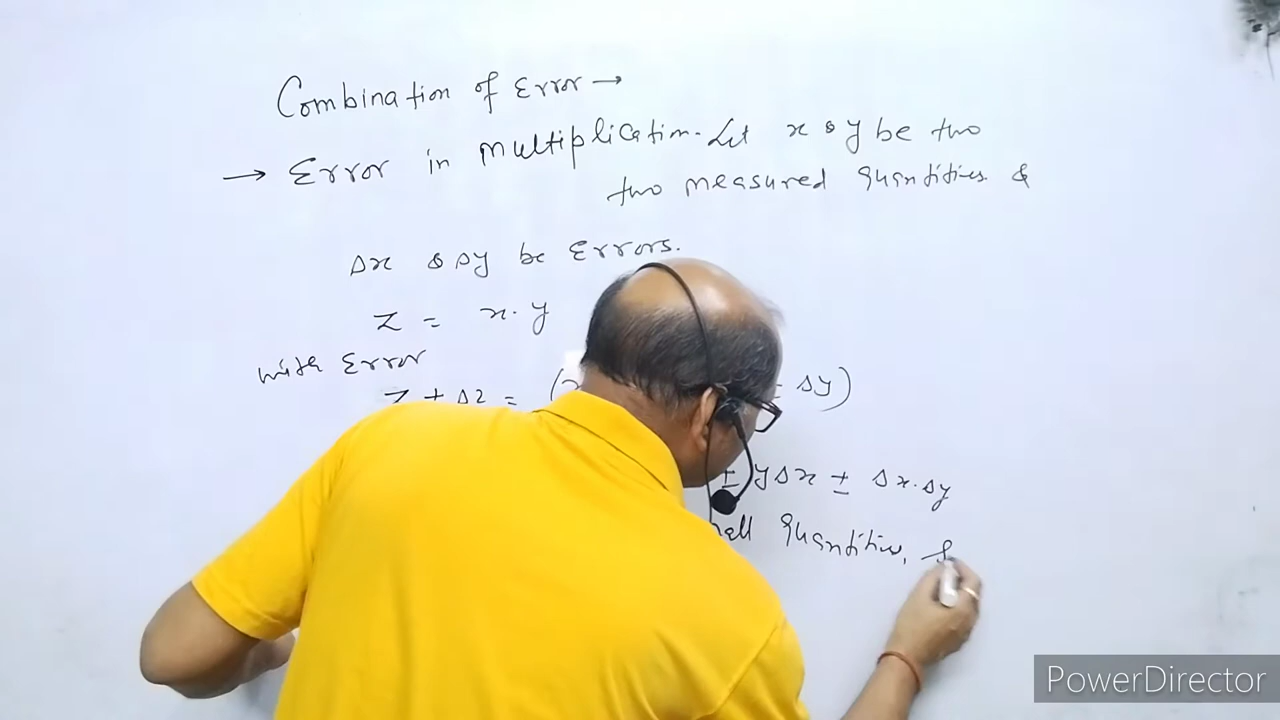 Combination of Error →
→ Error in multiplication. Let x & y be two
two measured quantities &
Δx & Δy be Errors.
Z = x.y
with Error
Z ± ΔZ = (x Δy)
± yΔx ± Δx.Δy
quantities,
PowerDirector